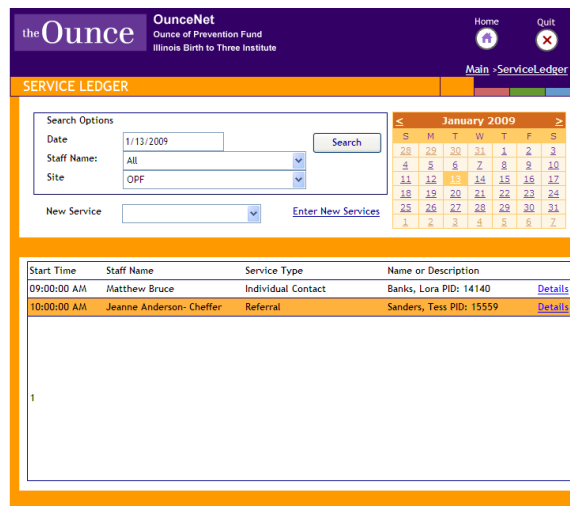 the Ounce
OunceNet
Ounce of Prevention Fund
Illinois Birth to Three Institute
Home Quit
Main >ServiceLedger
SERVICE LEDGER
Search Options
Date 1/13/2009 Search
Staff Name: All
Site OPF
New Service Enter New Services
< January 2009 >
S M T W T F S
28 29 30 31 1 2 3
4 5 6 7 8 9 10
11 12 13 14 15 16 17
18 19 20 21 22 23 24
25 26 27 28 29 30 31
1 2 3 4 5 6 7
Start Time Staff Name Service Type Name or Description
09:00:00 AM Matthew Bruce Individual Contact Banks, Lora PID: 14140 Details
10:00:00 AM Jeanne Anderson- Cheffer Referral Sanders, Tess PID: 15559 Details
1